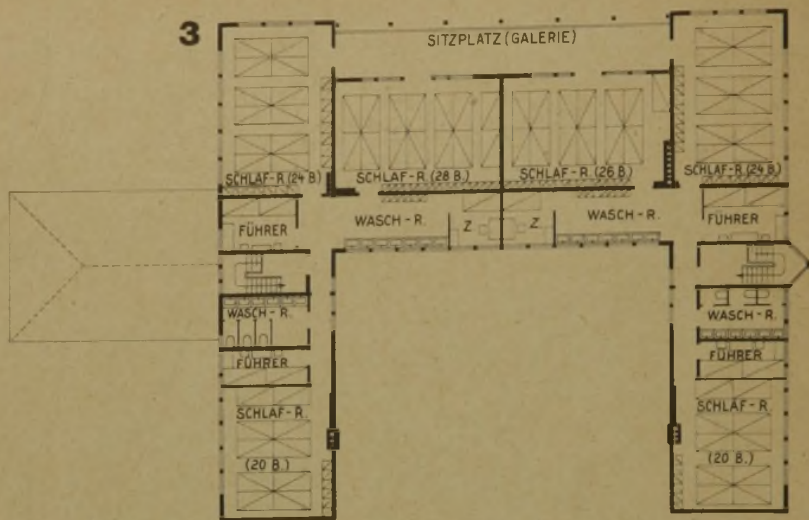 3
SITZPLATZ (GALERIE)
SCHLAF-R. (24 B.)
SCHLAF-R. (28 B.)
SCHLAF-R. (26 B.)
SCHLAF-R. (24 B.)
FÜHRER
WASCH-R.
Z
Z
WASCH-R.
FÜHRER
WASCH-R.
WASCH-R.
FÜHRER
FÜHRER
SCHLAF-R.
(20 B.)
SCHLAF-R.
(20 B.)